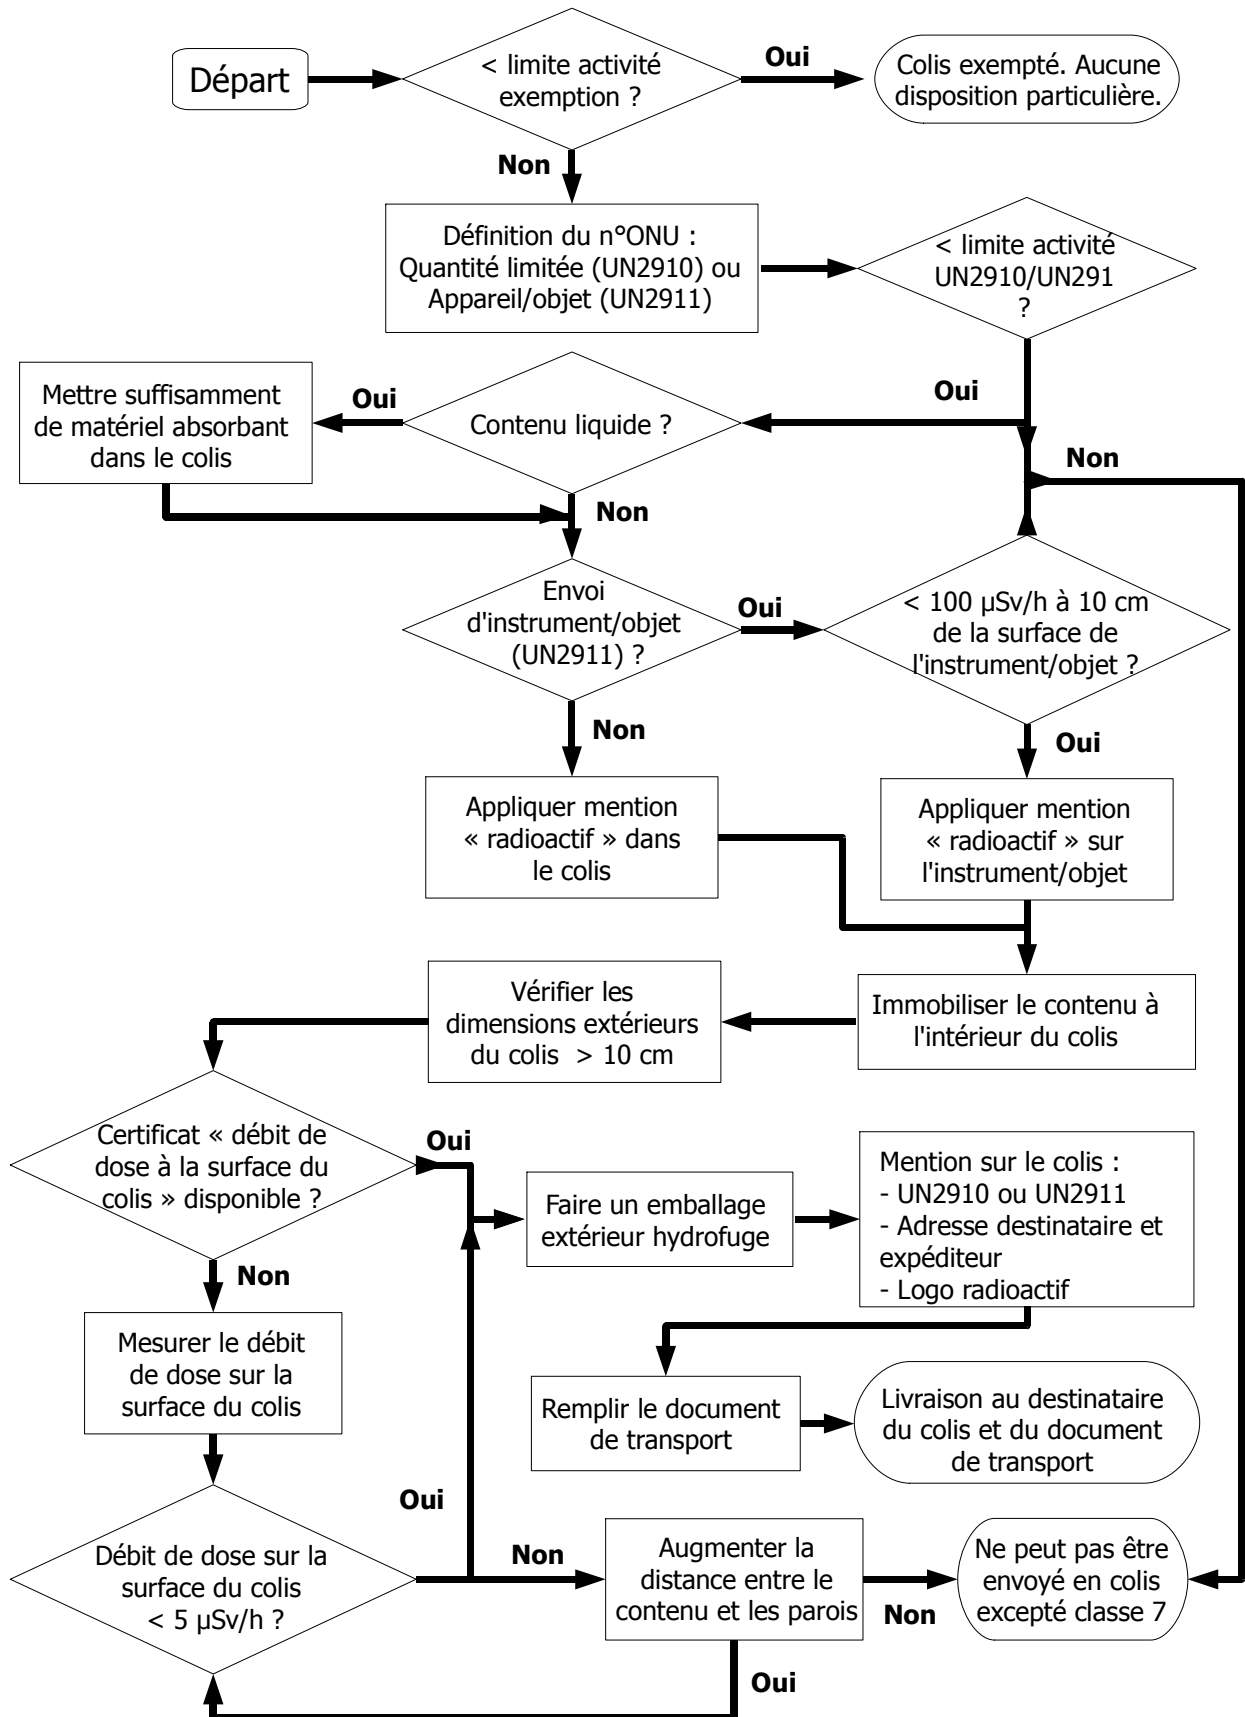 Départ
< limite activité
exemption ?
Oui
Colis exempté. Aucune
disposition particulière.
Non
Définition du n°ONU :
Quantité limitée (UN2910) ou
Appareil/objet (UN2911)
< limite activité
UN2910/UN291
?
Mettre suffisamment
de matériel absorbant
dans le colis
Oui
Contenu liquide ?
Oui
Non
Non
Envoi
d'instrument/objet
(UN2911) ?
Oui
< 100 µSv/h à 10 cm
de la surface de
l'instrument/objet ?
Non
Oui
Appliquer mention
« radioactif » dans
le colis
Appliquer mention
« radioactif » sur
l'instrument/objet
Vérifier les
dimensions extérieurs
du colis > 10 cm
Immobiliser le contenu à
l'intérieur du colis
Certificat « débit de
dose à la surface du
colis » disponible ?
Oui
Faire un emballage
extérieur hydrofuge
Mention sur le colis :
- UN2910 ou UN2911
- Adresse destinataire et
expéditeur
- Logo radioactif
Non
Mesurer le débit
de dose sur la
surface du colis
Remplir le document
de transport
Livraison au destinataire
du colis et du document
de transport
Oui
Débit de dose sur la
surface du colis
< 5 µSv/h ?
Non
Augmenter la
distance entre le
contenu et les parois
Non
Ne peut pas être
envoyé en colis
excepté classe 7
Oui